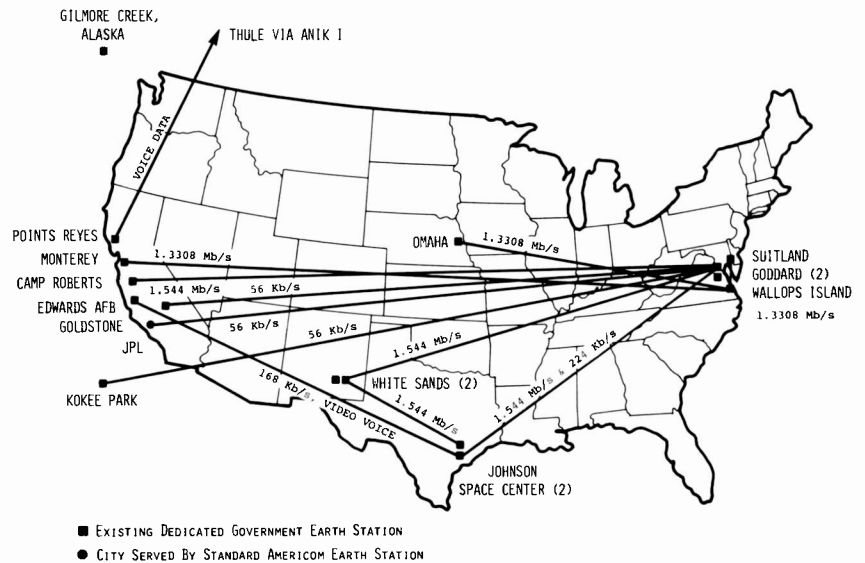 GILMORE CREEK,
ALASKA
THULE VIA ANIK I
VOICE DATA
POINTS REYES
MONTEREY
CAMP ROBERTS
EDWARDS AFB
GOLDSTONE
JPL
KOKEE PARK
1.3308 Mb/s
1.544 Mb/s
56 Kb/s
56 Kb/s
56 Kb/s
OMAHA
1.3308 Mb/s
SUITLAND
GODDARD (2)
WALLOPS ISLAND
1.3308 Mb/s
1.544 Mb/s
WHITE SANDS (2)
168 Kb/s, VIDEO VOICE
1.544 Mb/s
1.544 Mb/s & 224 Kb/s
JOHNSON
SPACE CENTER (2)
EXISTING DEDICATED GOVERNMENT EARTH STATION
CITY SERVED BY STANDARD AMERICOM EARTH STATION